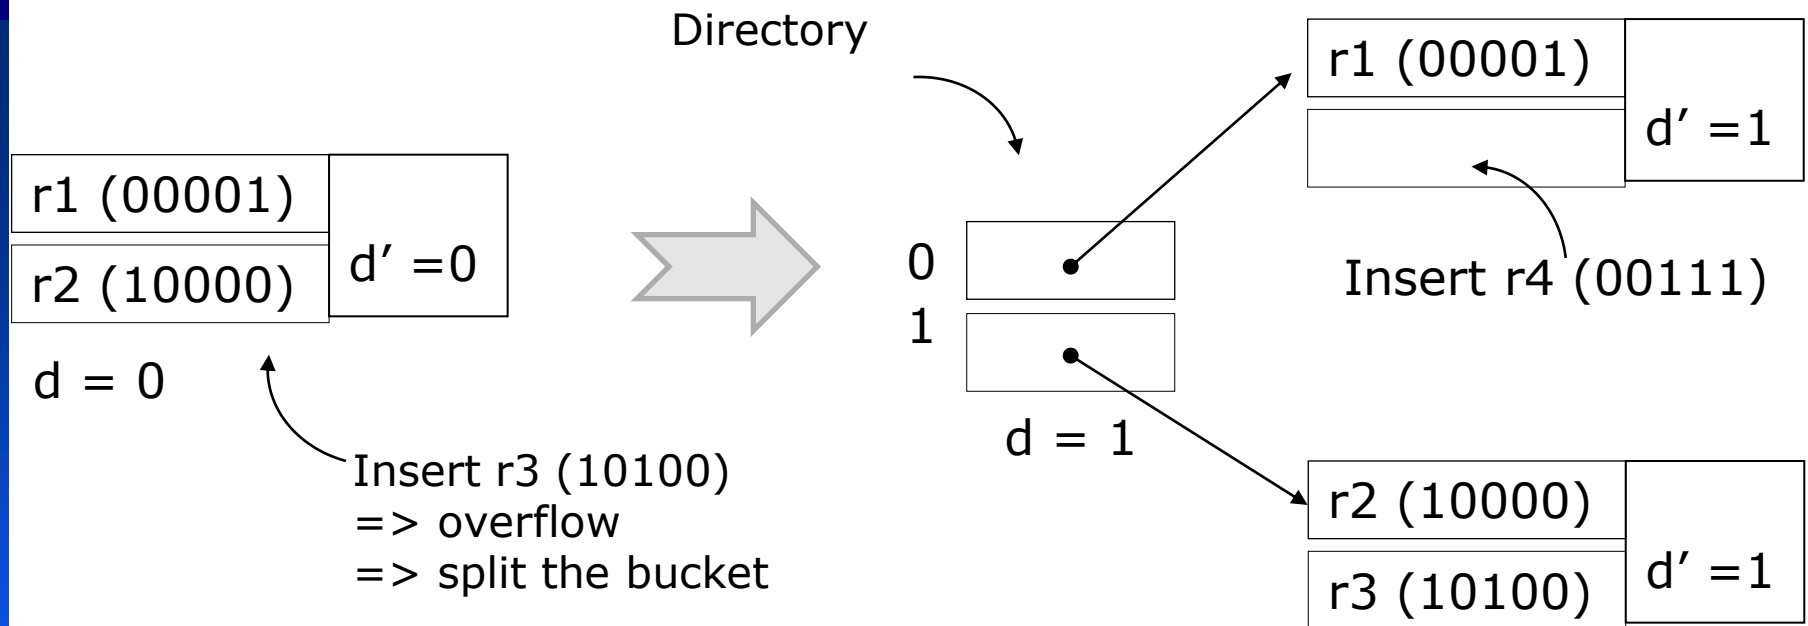 r1 (00001)
r2 (10000)
d′ =0
d = 0
Insert r3 (10100)
=> overflow
=> split the bucket
Directory
0
1
d = 1
r1 (00001)
d′ =1
Insert r4 (00111)
r2 (10000)
r3 (10100)
d′ =1